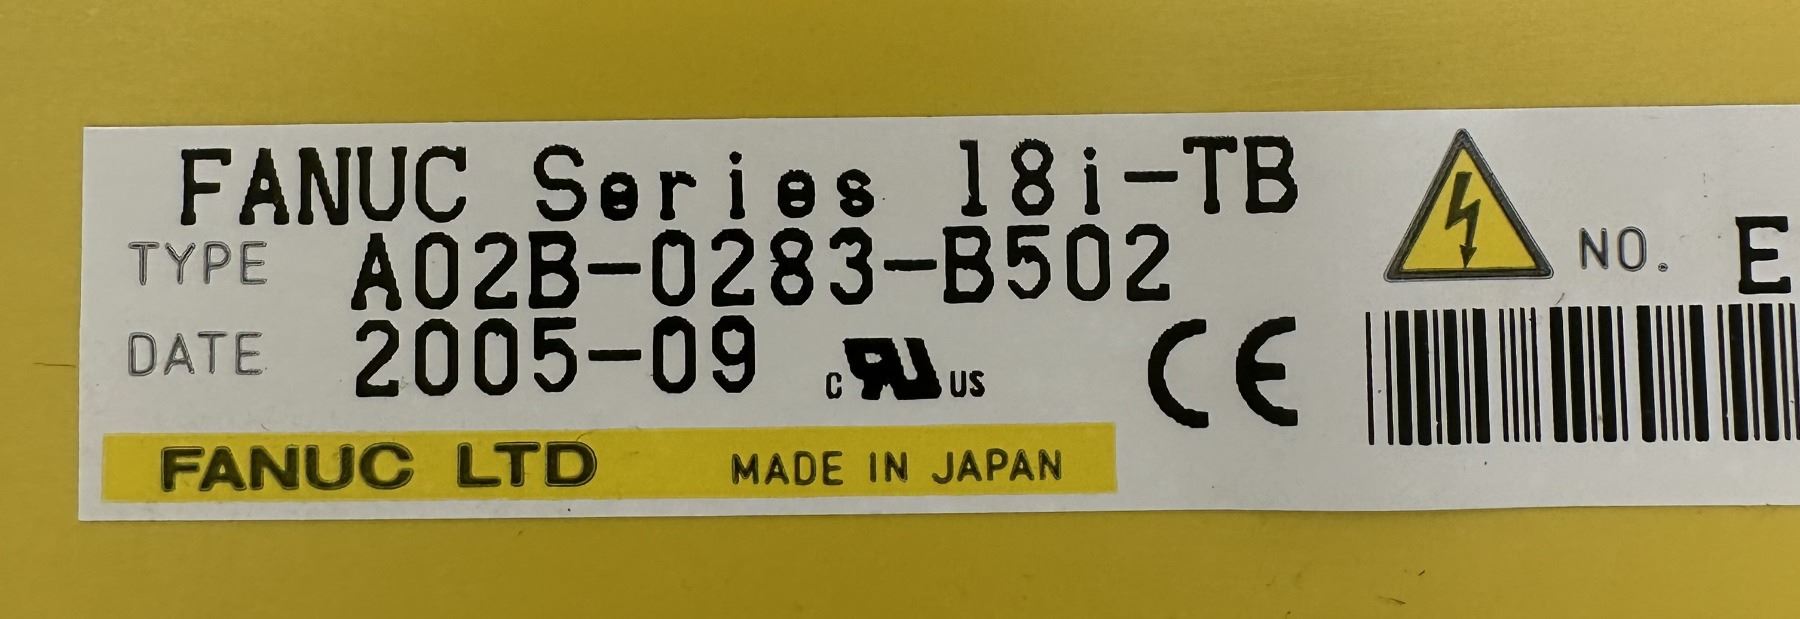 FANUC Series 18i-TB
TYPE A02B-0283-B502
NO. E
DATE 2005-09
c RU US CE
FANUC LTD MADE IN JAPAN